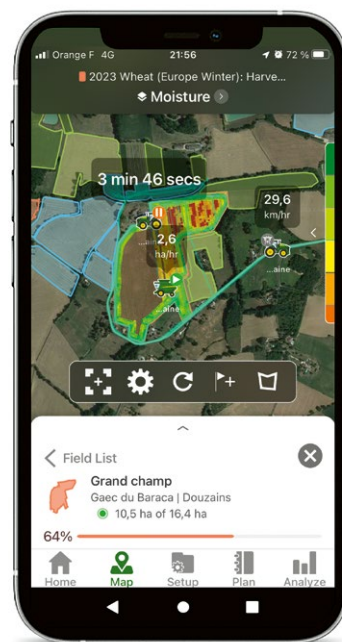 Orange F 4G 21:56 72 %
2023 Wheat (Europe Winter): Harve...
Moisture
3 min 46 secs
29,6
km/hr
2,6
ha/hr
...aine
...aine
Field List
Grand champ
Gaec du Baraca | Douzains
10,5 ha of 16,4 ha
64%
Home Map Setup Plan Analyze